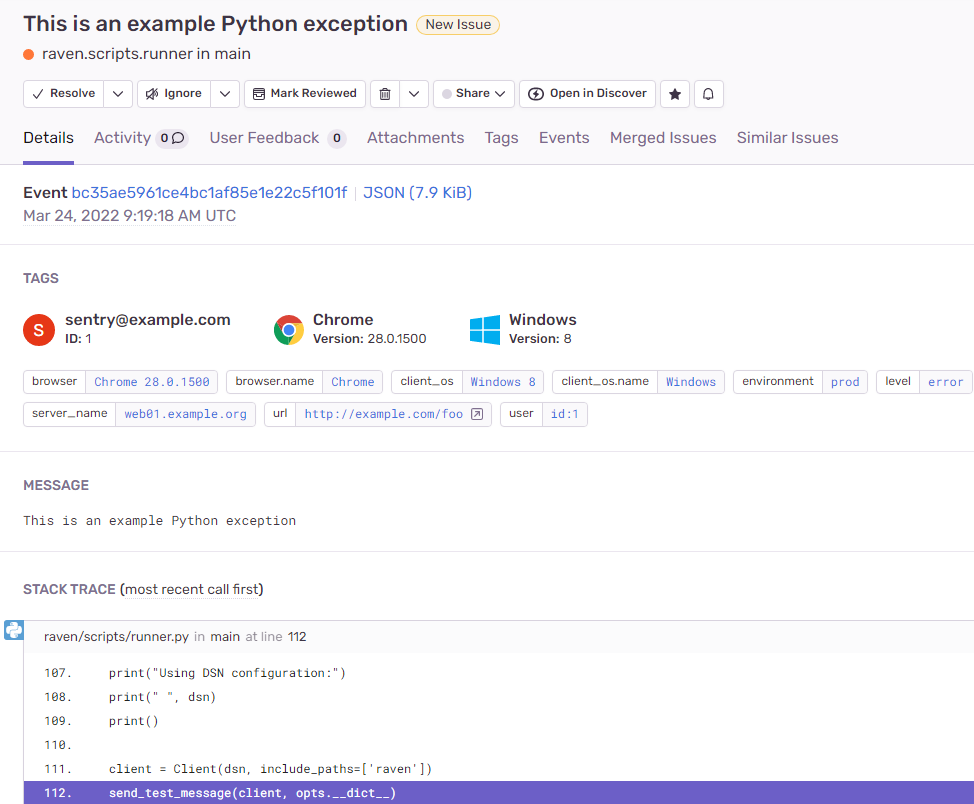 This is an example Python exception New Issue
raven.scripts.runner in main
Resolve Ignore Mark Reviewed Share Open in Discover
Details Activity 0 User Feedback 0 Attachments Tags Events Merged Issues Similar Issues
Event bc35ae5961ce4bc1af85e1e22c5f101f | JSON (7.9 KiB)
Mar 24, 2022 9:19:18 AM UTC
TAGS
S sentry@example.com Chrome Windows
ID: 1 Version: 28.0.1500 Version: 8
browser Chrome 28.0.1500 browser.name Chrome client_os Windows 8 client_os.name Windows environment prod level error
server_name web01.example.org url http://example.com/foo user id:1
MESSAGE
This is an example Python exception
STACK TRACE (most recent call first)
raven/scripts/runner.py in main at line 112
107. print("Using DSN configuration:")
108. print(" ", dsn)
109. print()
110.
111. client = Client(dsn, include_paths=['raven'])
112. send_test_message(client, opts.__dict__)